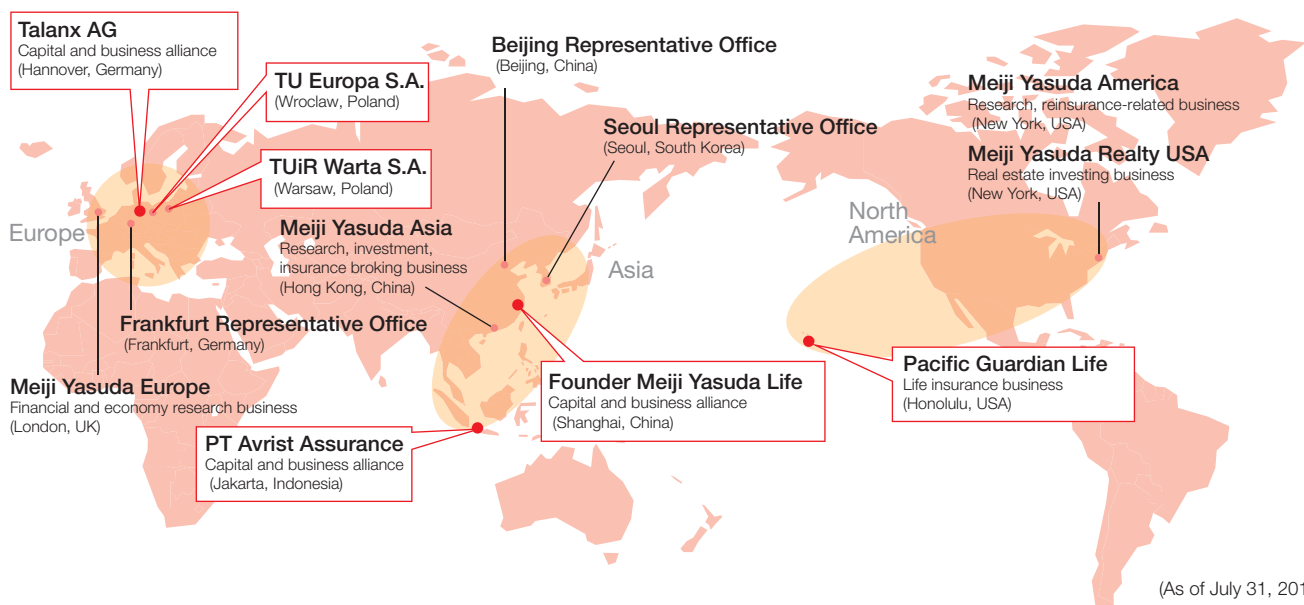 Talanx AG
Capital and business alliance
(Hannover, Germany)
TU Europa S.A.
(Wroclaw, Poland)
TUiR Warta S.A.
(Warsaw, Poland)
Europe
Meiji Yasuda Asia
Research, investment,
insurance broking business
(Hong Kong, China)
Frankfurt Representative Office
(Frankfurt, Germany)
Meiji Yasuda Europe
Financial and economy research business
(London, UK)
PT Avrist Assurance
Capital and business alliance
(Jakarta, Indonesia)
Beijing Representative Office
(Beijing, China)
Seoul Representative Office
(Seoul, South Korea)
Asia
Founder Meiji Yasuda Life
Capital and business alliance
(Shanghai, China)
Meiji Yasuda America
Research, reinsurance-related business
(New York, USA)
Meiji Yasuda Realty USA
Real estate investing business
(New York, USA)
North
America
Pacific Guardian Life
Life insurance business
(Honolulu, USA)
(As of July 31,